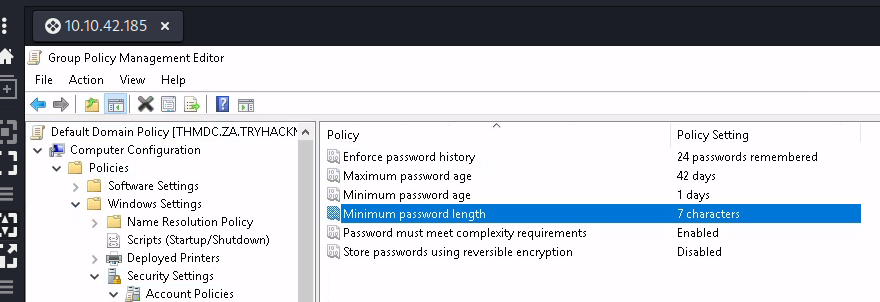 10.10.42.185
Group Policy Management Editor
File Action View Help
Default Domain Policy [THMDC.ZA.TRYHACKM
Computer Configuration
Policies
Software Settings
Windows Settings
Name Resolution Policy
Scripts (Startup/Shutdown)
Deployed Printers
Security Settings
Account Policies
Policy Policy Setting
Enforce password history 24 passwords remembered
Maximum password age 42 days
Minimum password age 1 days
Minimum password length 7 characters
Password must meet complexity requirements Enabled
Store passwords using reversible encryption Disabled